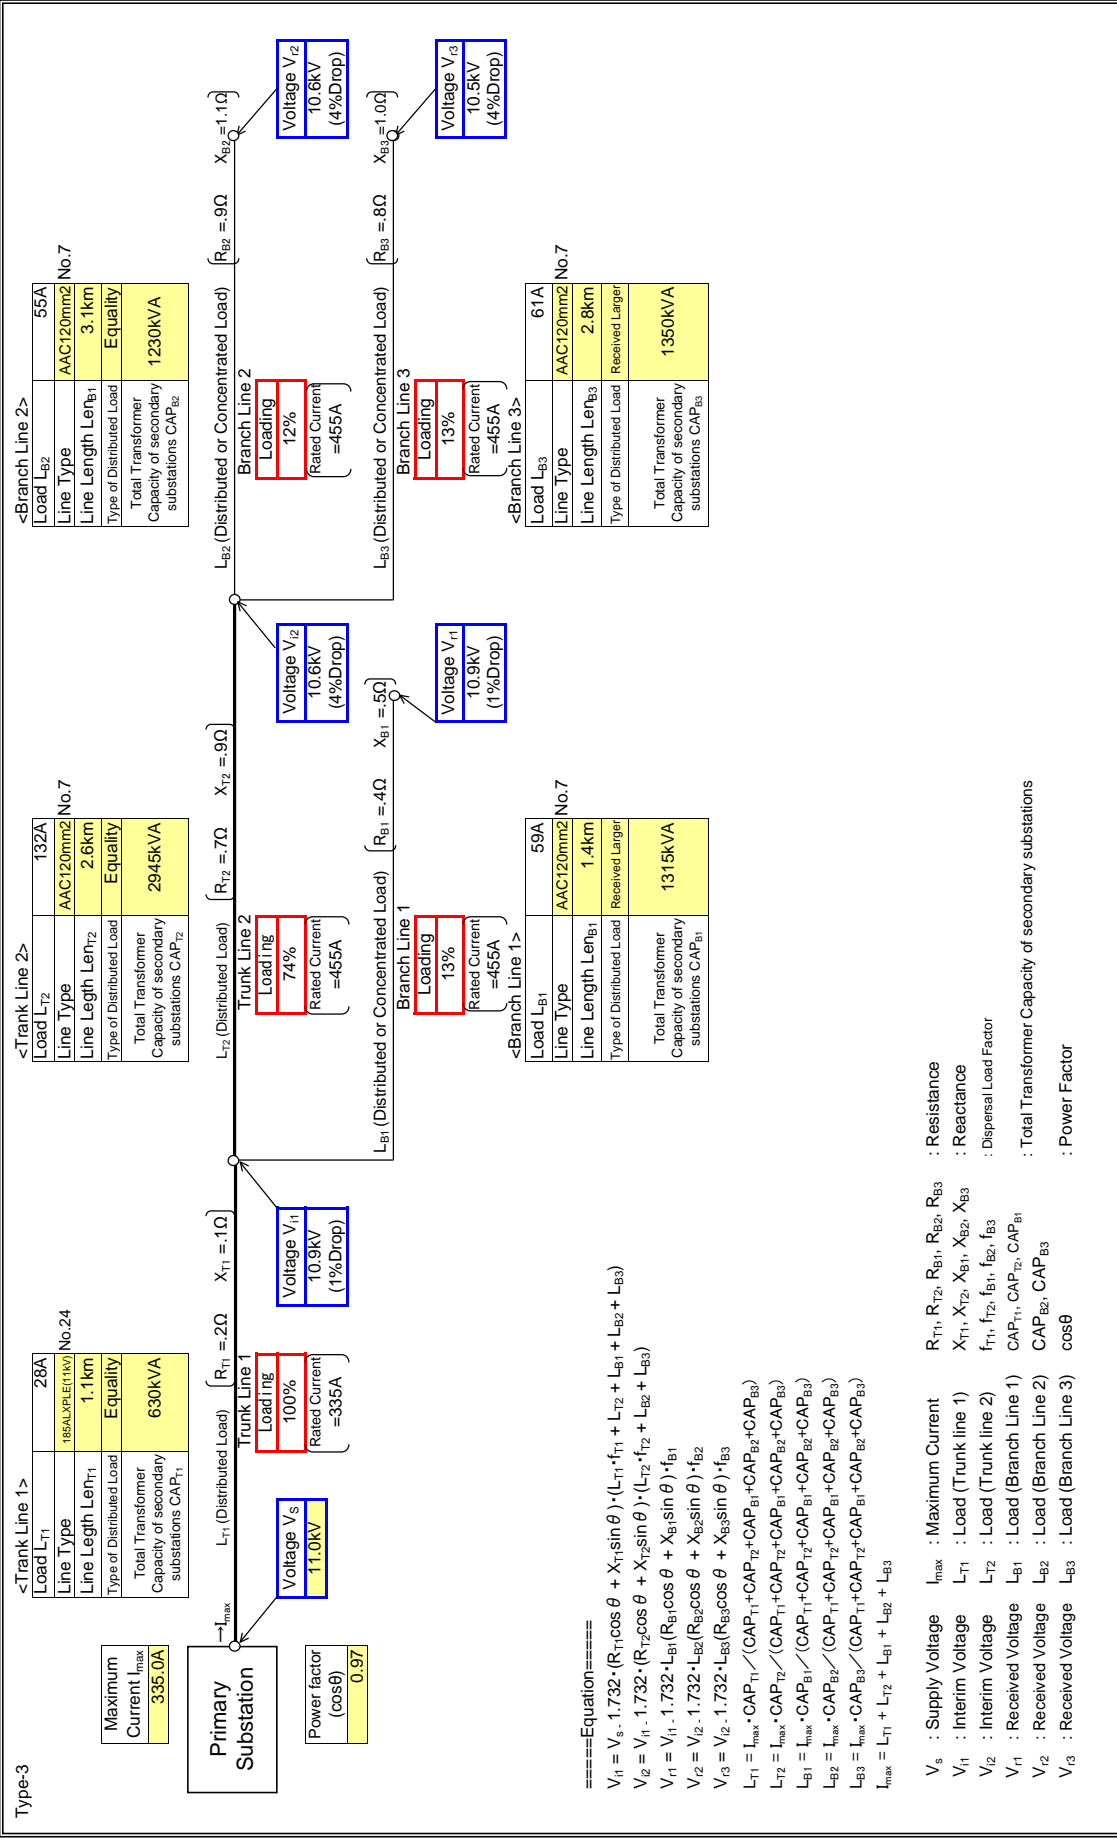 Type-3
Maximum
Current Imax
335.0A
Power factor
(cosθ)
0.97
Primary
Substation
→Imax
Voltage VS
11.0kV
<Trank Line 1>
Load LT1 28A
Line Type 185ALXPLE(11kV) No.24
Line Legth LenT1 1.1km
Type of Distributed Load Equality
Total Transformer
Capacity of secondary
substations CAPT1
630kVA
LT1 (Distributed Load) RT1 =.2Ω XT1 =.1Ω
Trunk Line 1
Loading
100%
Rated Current
=335A
Voltage Vi1
10.9kV
(1%Drop)
<Trank Line 2>
Load LT2 132A
Line Type AAC120mm2 No.7
Line Legth LenT2 2.6km
Type of Distributed Load Equality
Total Transformer
Capacity of secondary
substations CAPT2
2945kVA
LT2 (Distributed Load) RT2 =.7Ω XT2 =.9Ω
Trunk Line 2
Loading
74%
Rated Current
=455A
Voltage Vi2
10.6kV
(4%Drop)
LB1 (Distributed or Concentrated Load) RB1 =.4Ω XB1 =.5Ω
Branch Line 1
Loading
13%
Rated Current
=455A
Voltage Vr1
10.9kV
(1%Drop)
<Branch Line 1>
Load LB1 59A
Line Type AAC120mm2 No.7
Line Length LenB1 1.4km
Type of Distributed Load Received Larger
Total Transformer
Capacity of secondary
substations CAPB1
1315kVA
<Branch Line 2>
Load LB2 55A
Line Type AAC120mm2 No.7
Line Length LenB1 3.1km
Type of Distributed Load Equality
Total Transformer
Capacity of secondary
substations CAPB2
1230kVA
LB2 (Distributed or Concentrated Load) RB2 =.9Ω XB2 =1.1Ω
Branch Line 2
Loading
12%
Rated Current
=455A
Voltage Vr2
10.6kV
(4%Drop)
LB3 (Distributed or Concentrated Load) RB3 =.8Ω XB3 =1.0Ω
Branch Line 3
Loading
13%
Rated Current
=455A
Voltage Vr3
10.5kV
(4%Drop)
<Branch Line 3>
Load LB3 61A
Line Type AAC120mm2 No.7
Line Length LenB3 2.8km
Type of Distributed Load Received Larger
Total Transformer
Capacity of secondary
substations CAPB3
1350kVA
=====Equation=====
Vi1 = Vs - 1.732・(RT1cosθ + XT1sinθ)・(LT1・fT1 + LT2 + LB1 + LB2 + LB3)
Vi2 = Vi1 - 1.732・(RT2cosθ + XT2sinθ)・(LT2・fT2 + LB2 + LB3)
Vr1 = Vi1 - 1.732・LB1(RB1cosθ + XB1sinθ)・fB1
Vr2 = Vi2 - 1.732・LB2(RB2cosθ + XB2sinθ)・fB2
Vr3 = Vi2 - 1.732・LB3(RB3cosθ + XB3sinθ)・fB3
LT1 = Imax・CAPT1／(CAPT1+CAPT2+CAPB1+CAPB2+CAPB3)
LT2 = Imax・CAPT2／(CAPT1+CAPT2+CAPB1+CAPB2+CAPB3)
LB1 = Imax・CAPB1／(CAPT1+CAPT2+CAPB1+CAPB2+CAPB3)
LB2 = Imax・CAPB2／(CAPT1+CAPT2+CAPB1+CAPB2+CAPB3)
LB3 = Imax・CAPB3／(CAPT1+CAPT2+CAPB1+CAPB2+CAPB3)
Imax = LT1 + LT2 + LB1 + LB2 + LB3
Vs : Supply Voltage Imax : Maximum Current RT1, RT2, RB1, RB2, RB3 : Resistance
Vi1 : Interim Voltage LT1 : Load (Trunk line 1) XT1, XT2, XB1, XB2, XB3 : Reactance
Vi2 : Interim Voltage LT2 : Load (Trunk line 2) fT1, fT2, fB1, fB2, fB3 : Dispersal Load Factor
Vr1 : Received Voltage LB1 : Load (Branch Line 1) CAPT1, CAPT2, CAPB1 : Total Transformer Capacity of secondary substations
Vr2 : Received Voltage LB2 : Load (Branch Line 2) CAPB2, CAPB3
Vr3 : Received Voltage LB3 : Load (Branch Line 3) cosθ : Power Factor